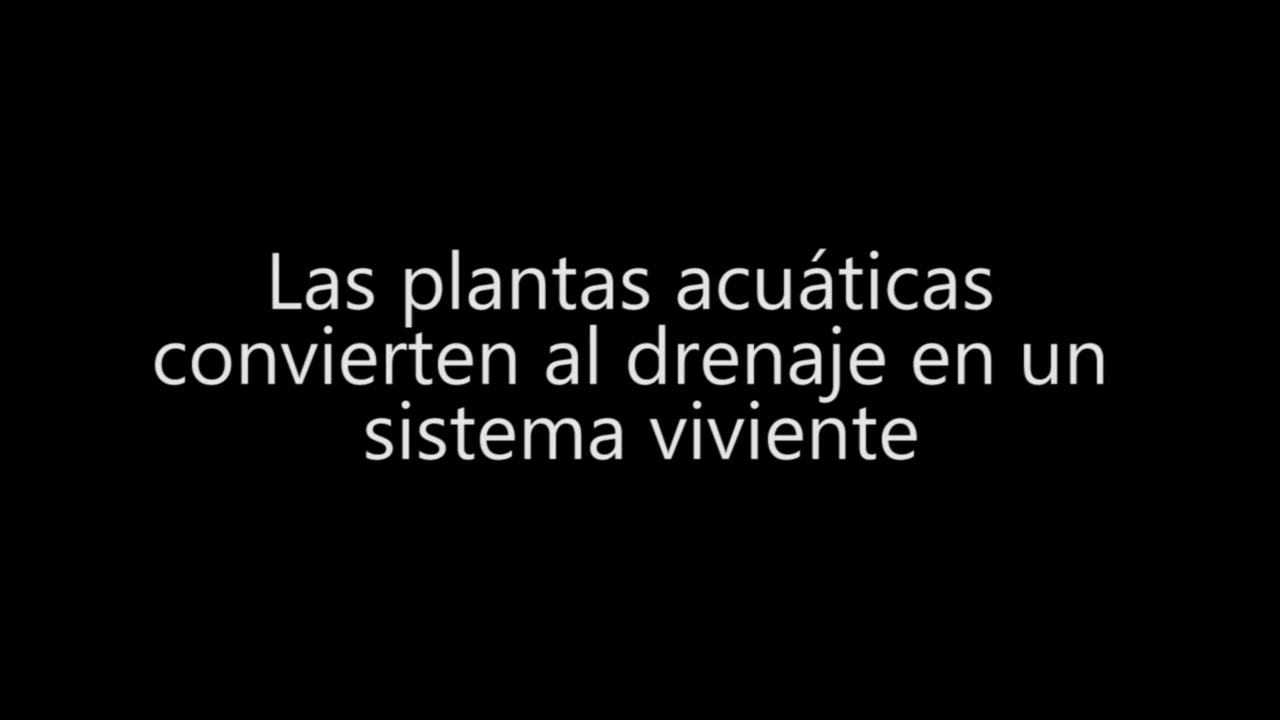 Las plantas acuáticas
convierten al drenaje en un
sistema viviente